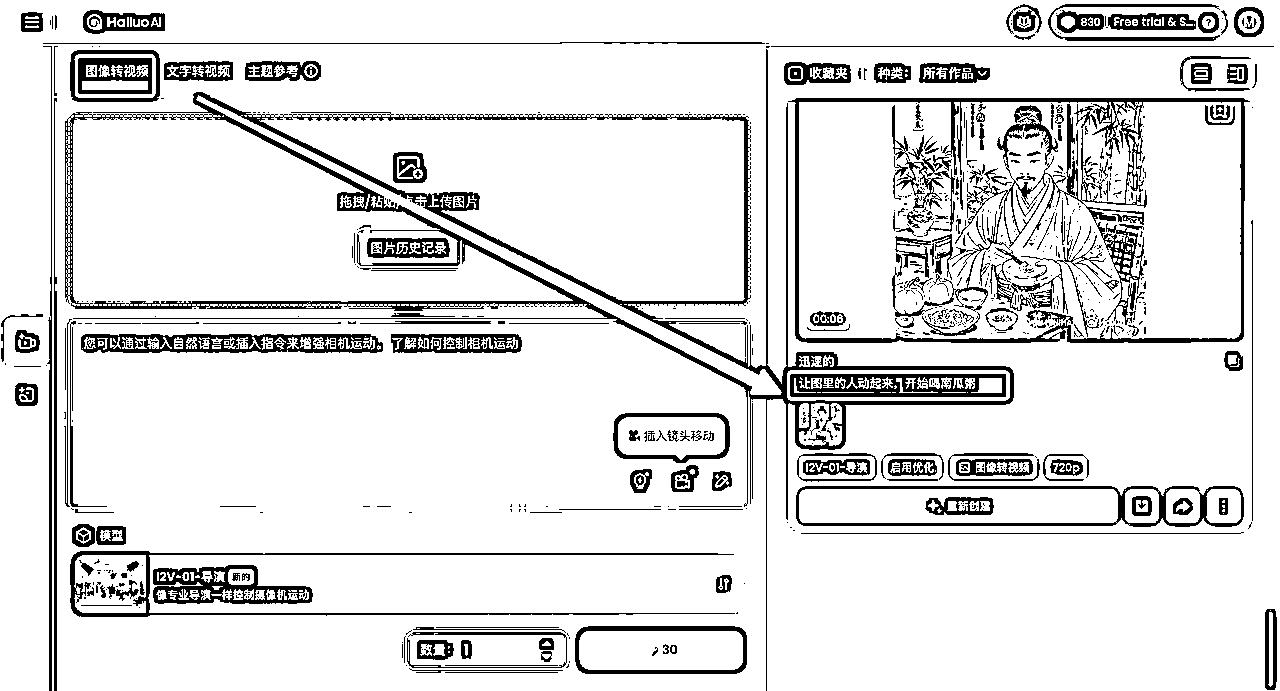 Hailuo AI
830 Free trial & S... ?
M
图像转视频 文字转视频 主题参考
收藏夹 种类: 所有作品
拖拽/粘贴/点击上传图片
图片历史记录
00:06
您可以通过输入自然语言或插入指令来增强相机运动。 了解如何控制相机运动
迅速的
让图里的人动起来,开始喝南瓜粥
插入镜头移动
I2V-01-导演 启用优化 图像转视频 720p
重新创建
模型
I2V-01-导演 新的
像专业导演一样控制摄像机运动
数量: 1
30